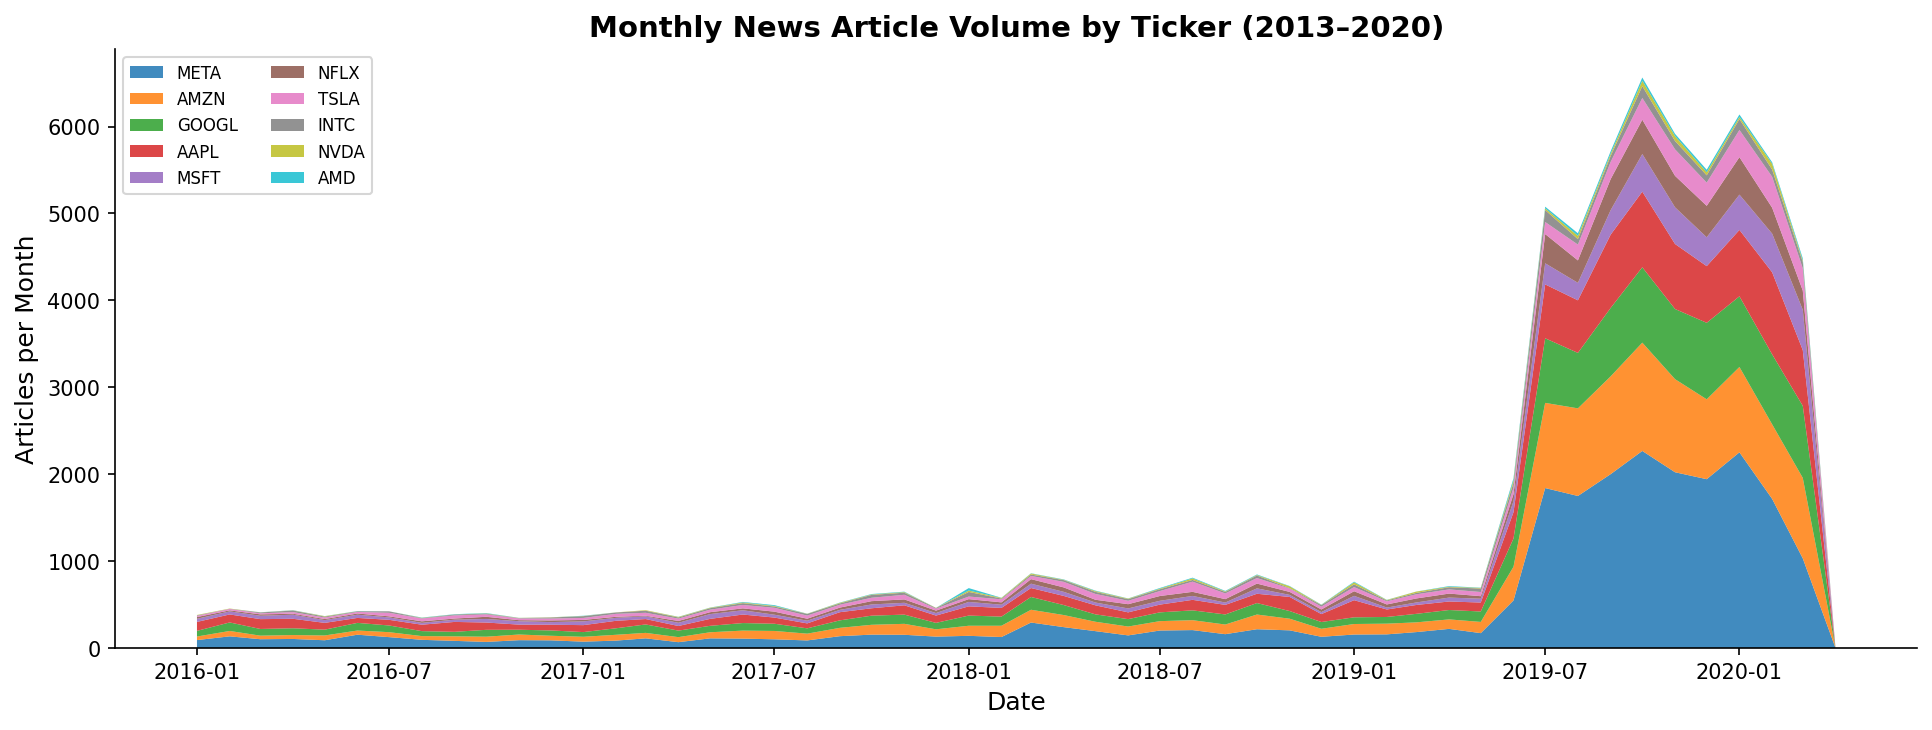 Monthly News Article Volume by Ticker (2013–2020)
META
AMZN
GOOGL
AAPL
MSFT
NFLX
TSLA
INTC
NVDA
AMD
Articles per Month
6000
5000
4000
3000
2000
1000
0
2016-01
2016-07
2017-01
2017-07
2018-01
2018-07
2019-01
2019-07
2020-01
Date